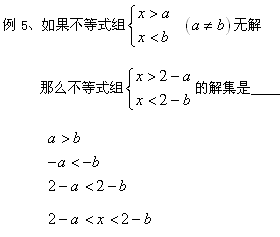 例 5、如果不等式组{x > a x < b (a ≠ b)无解
那么不等式组{x > 2 − a x < 2 − b 的解集是____
a > b
−a < −b
2 − a < 2 − b
2 − a < x < 2 − b